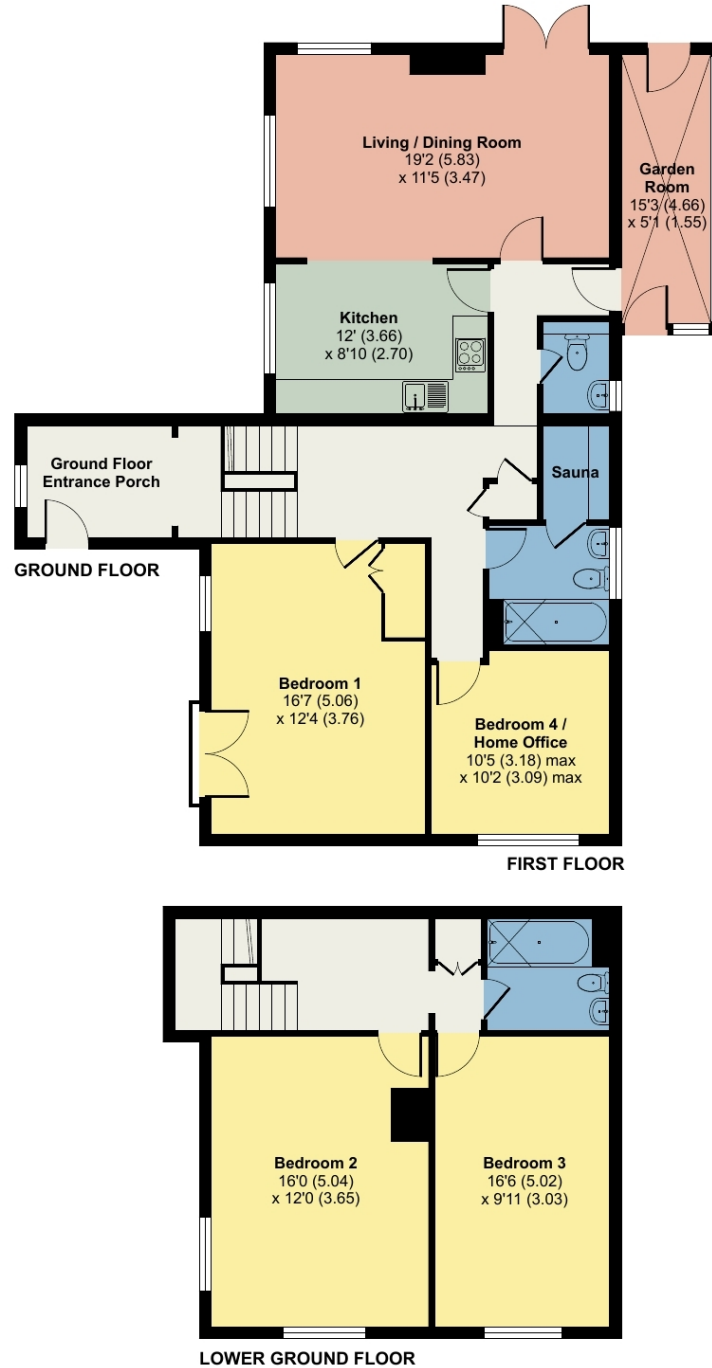 Living / Dining Room
19'2 (5.83)
x 11'5 (3.47)
Garden
Room
15'3 (4.66)
x 5'1 (1.55)
Kitchen
12' (3.66)
x 8'10 (2.70)
Ground Floor
Entrance Porch
Sauna
GROUND FLOOR
Bedroom 1
16'7 (5.06)
x 12'4 (3.76)
Bedroom 4 /
Home Office
10'5 (3.18) max
x 10'2 (3.09) max
FIRST FLOOR
Bedroom 2
16'0 (5.04)
x 12'0 (3.65)
Bedroom 3
16'6 (5.02)
x 9'11 (3.03)
LOWER GROUND FLOOR